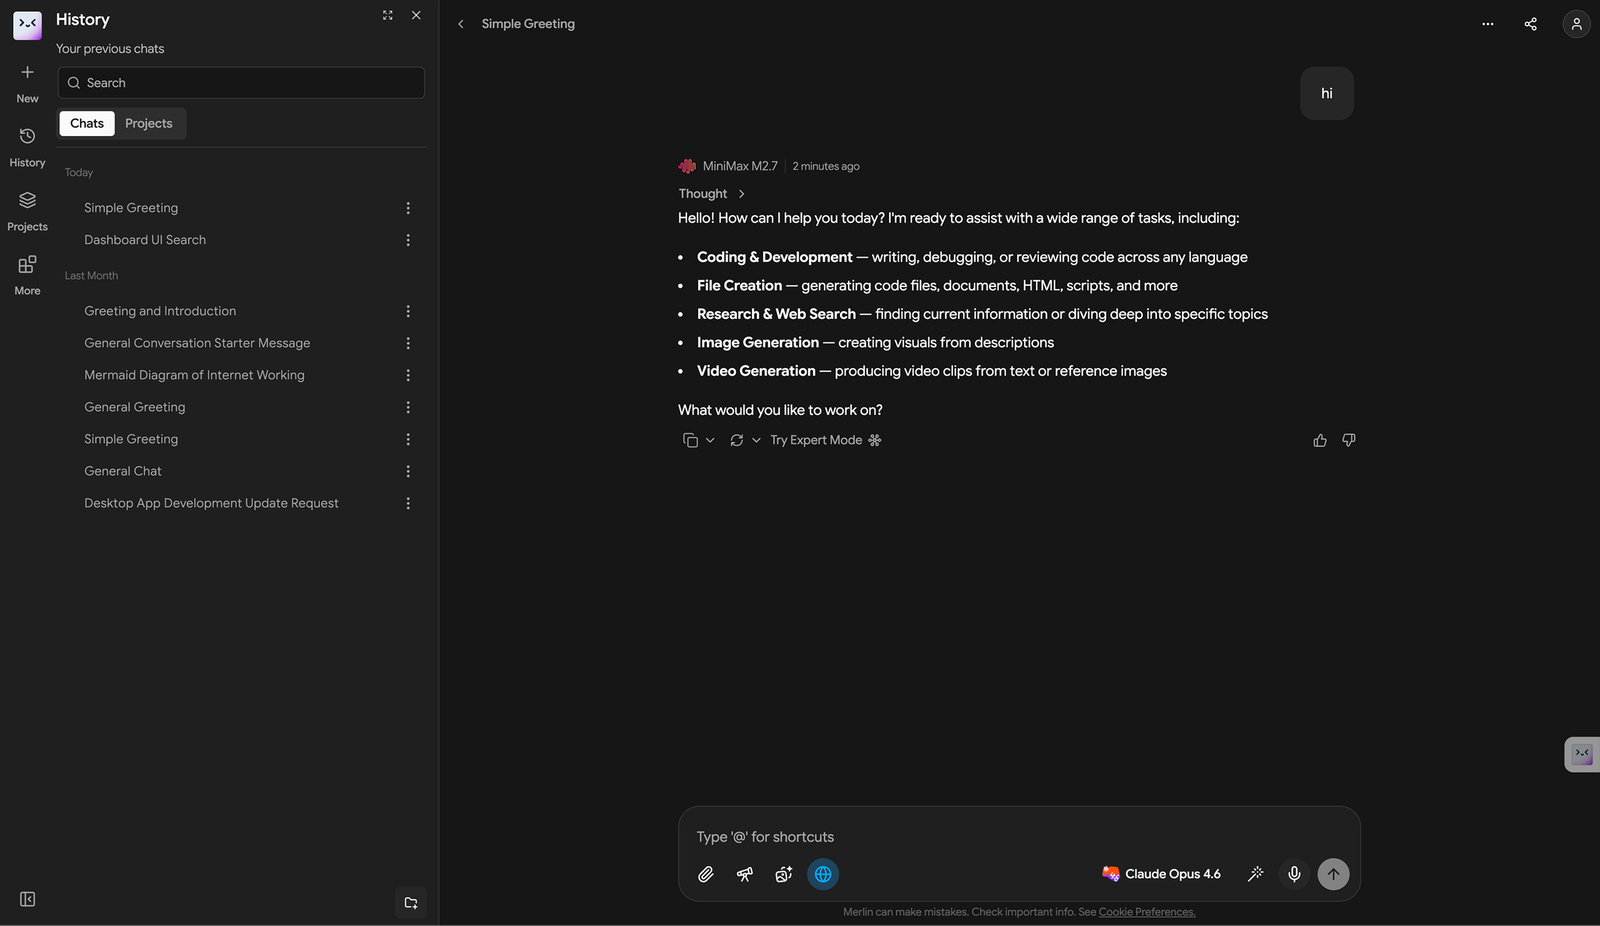 History
Your previous chats
Search
Chats
Projects
New
History
Projects
More
Today
Simple Greeting
Dashboard UI Search
Last Month
Greeting and Introduction
General Conversation Starter Message
Mermaid Diagram of Internet Working
General Greeting
Simple Greeting
General Chat
Desktop App Development Update Request
Simple Greeting
hi
MiniMax M2.7 | 2 minutes ago
Thought
Hello! How can I help you today? I'm ready to assist with a wide range of tasks, including:
• Coding & Development — writing, debugging, or reviewing code across any language
• File Creation — generating code files, documents, HTML, scripts, and more
• Research & Web Search — finding current information or diving deep into specific topics
• Image Generation — creating visuals from descriptions
• Video Generation — producing video clips from text or reference images
What would you like to work on?
Try Expert Mode
Type '@' for shortcuts
Claude Opus 4.6
Merlin can make mistakes. Check important info. See Cookie Preferences.